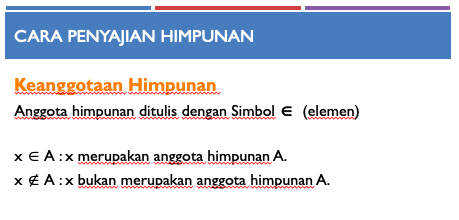 CARA PENYAJIAN HIMPUNAN
Keanggotaan Himpunan
Anggota himpunan ditulis dengan Simbol ∈ (elemen)
x ∈ A : x merupakan anggota himpunan A.
x ∉ A : x bukan merupakan anggota himpunan A.